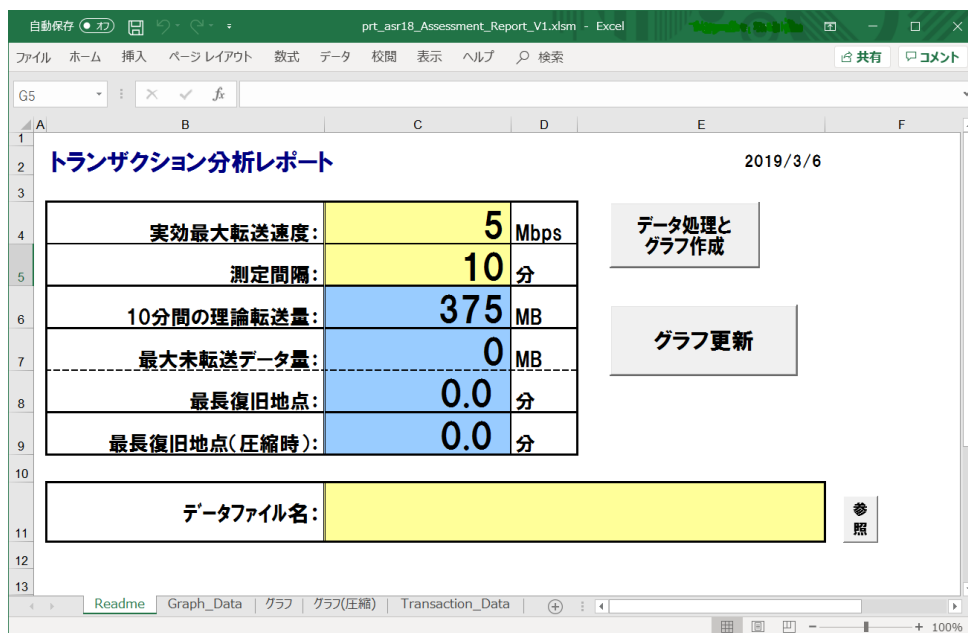 自動保存 オフ prt_asr18_Assessment_Report_V1.xlsm - Excel
ファイル ホーム 挿入 ページ レイアウト 数式 データ 校閲 表示 ヘルプ 検索 共有 コメント
G5 fx
A B C D E F
1
2 トランザクション分析レポート 2019/3/6
3
4 実効最大転送速度: 5 Mbps
データ処理と
グラフ作成
5 測定間隔: 10 分
6 10分間の理論転送量: 375 MB
グラフ更新
7 最大未転送データ量: 0 MB
8 最長復旧地点: 0.0 分
9 最長復旧地点(圧縮時): 0.0 分
10
11 データファイル名:
参
照
12
13
Readme Graph_Data グラフ グラフ(圧縮) Transaction_Data
100%